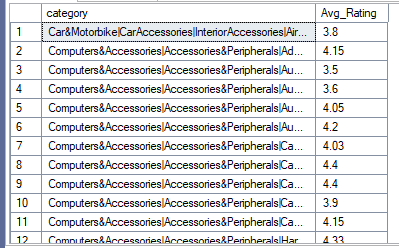 category Avg_Rating
1 Car&Motorbike|CarAccessories|InteriorAccessories|Air... 3.8
2 Computers&Accessories|Accessories&Peripherals|Ad... 4.15
3 Computers&Accessories|Accessories&Peripherals|Au... 3.5
4 Computers&Accessories|Accessories&Peripherals|Au... 3.6
5 Computers&Accessories|Accessories&Peripherals|Au... 4.05
6 Computers&Accessories|Accessories&Peripherals|Au... 4.2
7 Computers&Accessories|Accessories&Peripherals|Ca... 4.03
8 Computers&Accessories|Accessories&Peripherals|Ca... 4.4
9 Computers&Accessories|Accessories&Peripherals|Ca... 4.4
10 Computers&Accessories|Accessories&Peripherals|Ca... 3.9
11 Computers&Accessories|Accessories&Peripherals|Ca... 4.15
12 Computers&Accessories|Accessories&Peripherals|Har... 4.33